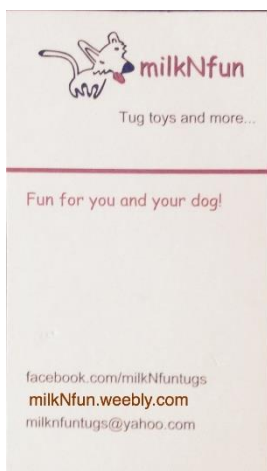 milkNfun
Tug toys and more...
Fun for you and your dog!
facebook.com/milkNfuntugs
milkNfun.weebly.com
milknfuntugs@yahoo.com